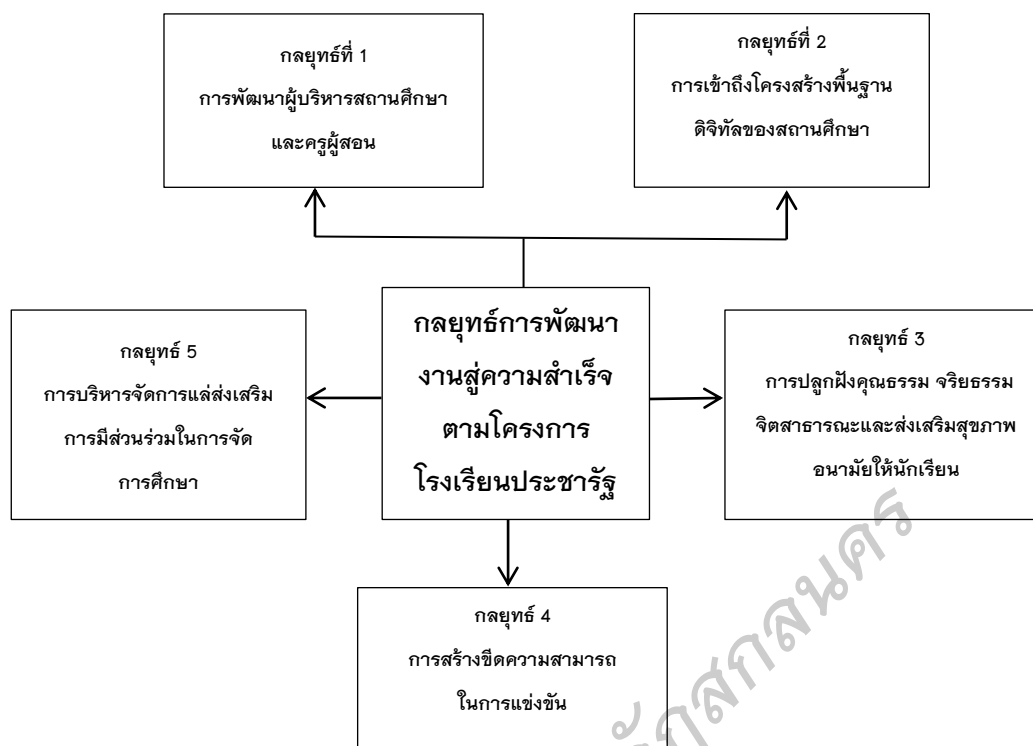 กลยุทธ์ที่ 1
การพัฒนาผู้บริหารสถานศึกษา
และครูผู้สอน
กลยุทธ์ที่ 2
การเข้าถึงโครงสร้างพื้นฐาน
ดิจิทัลของสถานศึกษา
กลยุทธ์การพัฒนา
งานสู่ความสำเร็จ
ตามโครงการ
โรงเรียนประชารัฐ
กลยุทธ์ 5
การบริหารจัดการแล่ส่งเสริม
การมีส่วนร่วมในการจัด
การศึกษา
กลยุทธ์ 3
การปลูกฝังคุณธรรม จริยธรรม
จิตสาธารณะและส่งเสริมสุขภาพ
อนามัยให้นักเรียน
กลยุทธ์ 4
การสร้างขีดความสามารถ
ในการแข่งขัน